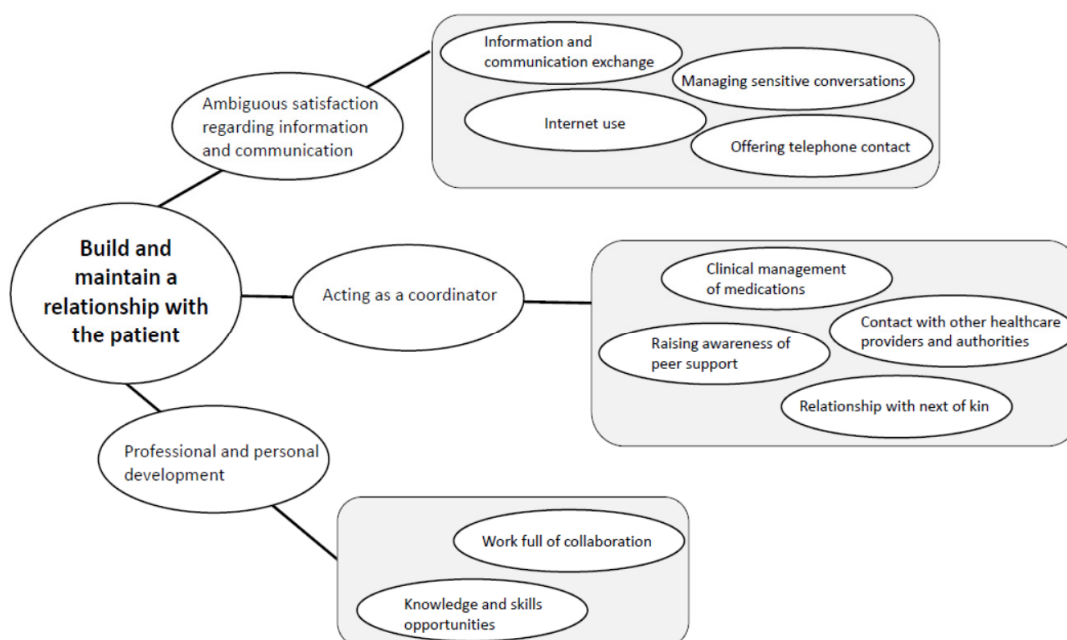 Information and
communication exchange
Managing sensitive conversations
Internet use
Offering telephone contact
Ambiguous satisfaction
regarding information
and communication
Build and
maintain a
relationship with
the patient
Acting as a coordinator
Clinical management
of medications
Contact with other healthcare
providers and authorities
Raising awareness of
peer support
Relationship with next of kin
Professional and personal
development
Work full of collaboration
Knowledge and skills
opportunities